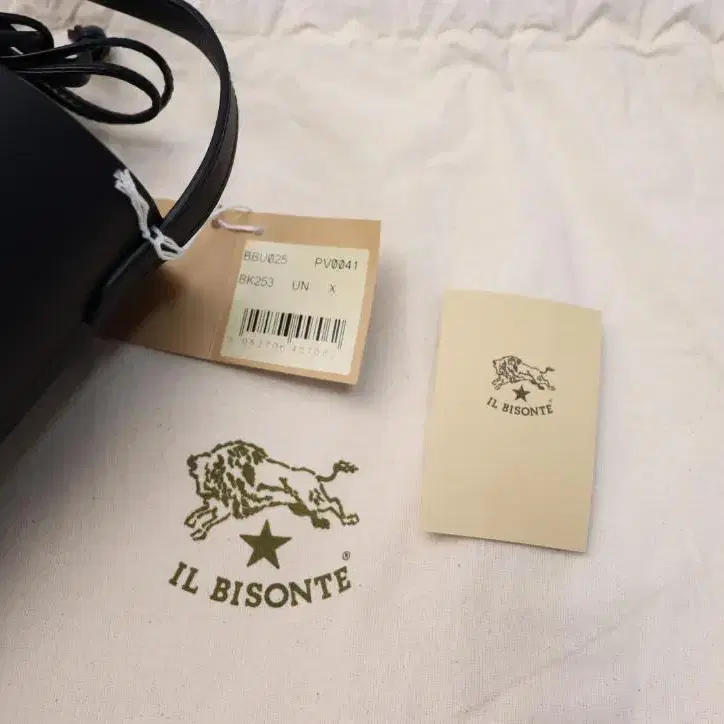 BBU025 PV0041
BK253 UN X
IL BISONTE®
IL BISONTE®